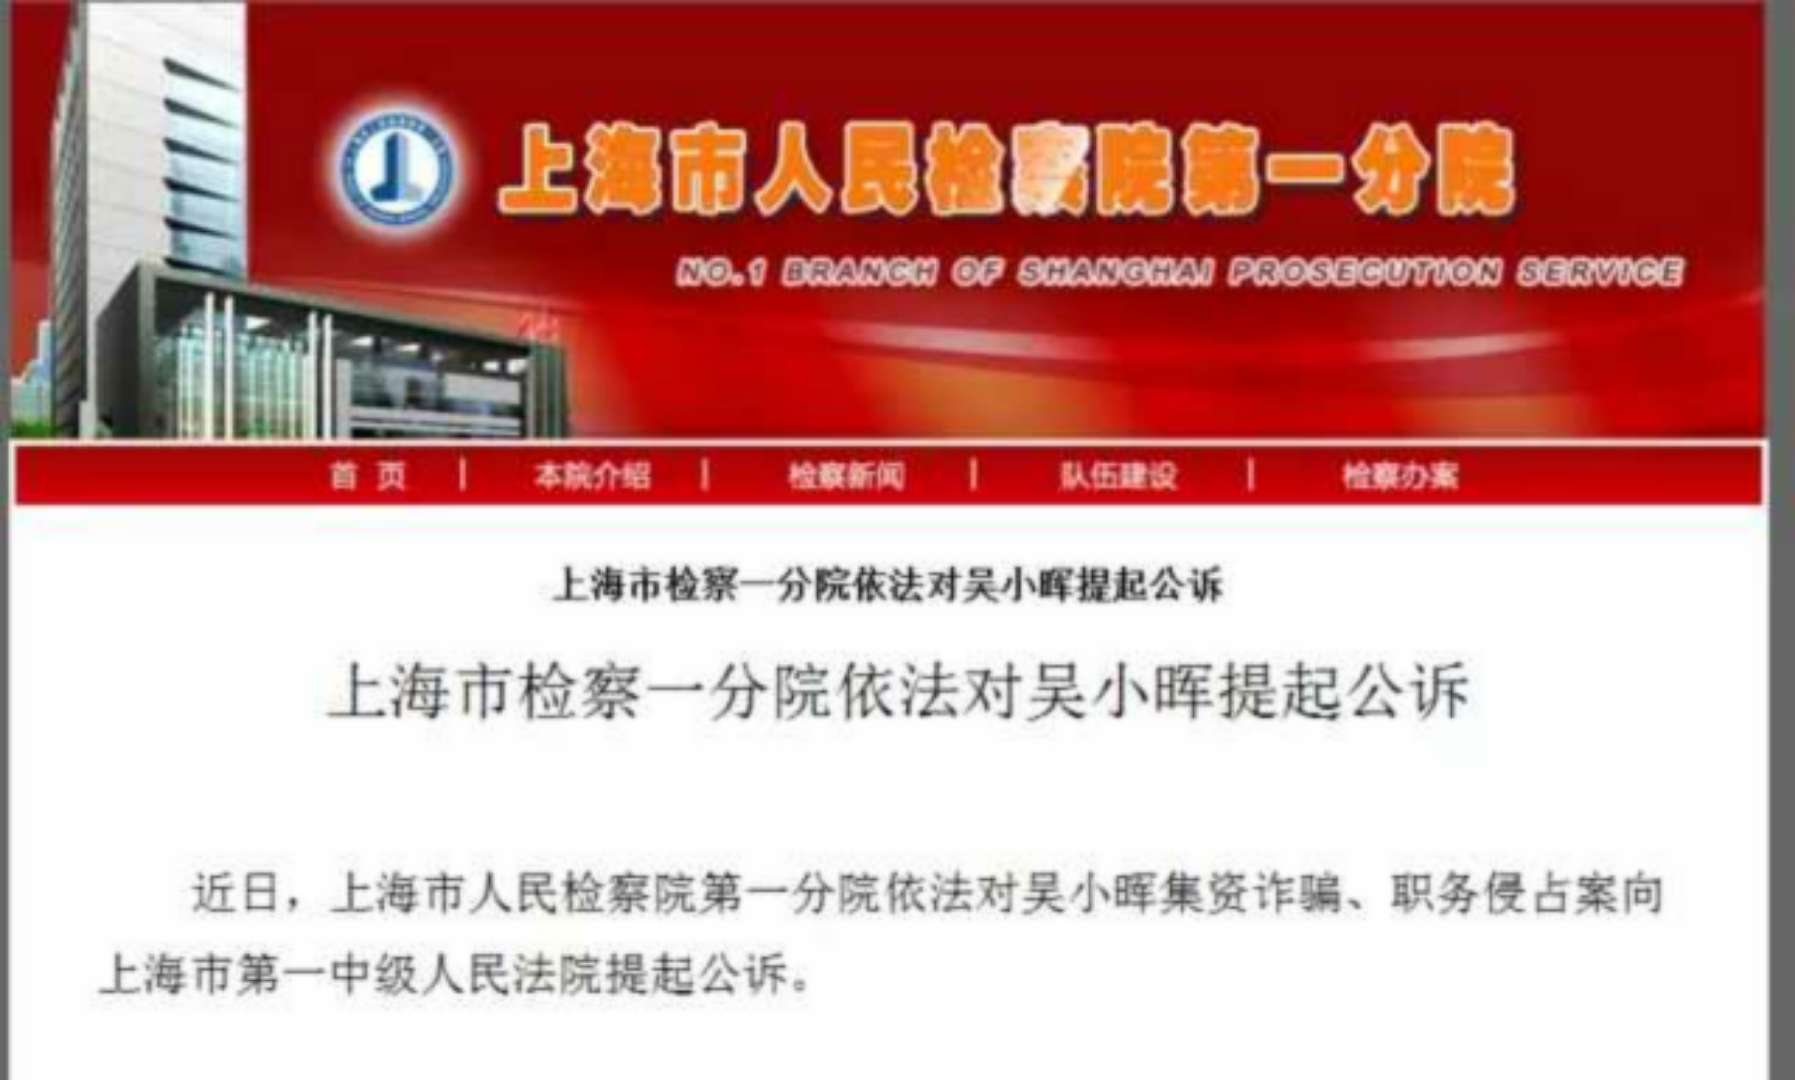 上海市人民检察院第一分院
NO.1 BRANCH OF SHANGHAI PROSECUTION SERVICE
首 页 | 本院介绍 | 检察新闻 | 队伍建设 | 检察办案
上海市检察一分院依法对吴小晖提起公诉
上海市检察一分院依法对吴小晖提起公诉
近日，上海市人民检察院第一分院依法对吴小晖集资诈骗、职务侵占案向
上海市第一中级人民法院提起公诉。